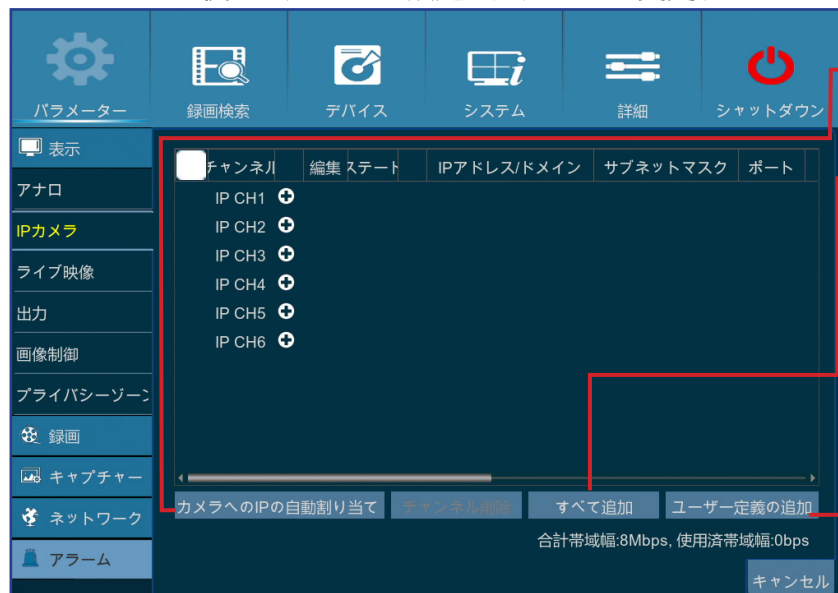 パラメーター
録画検索
デバイス
システム
詳細
シャットダウン
表示
アナロ
IPカメラ
ライブ映像
出力
画像制御
プライバシーゾーン
録画
キャプチャー
ネットワーク
アラーム
チャンネル 編集 ステート IPアドレス/ドメイン サブネットマスク ポート
IP CH1
IP CH2
IP CH3
IP CH4
IP CH5
IP CH6
カメラへのIPの自動割り当て チャンネル削除 すべて追加 ユーザー定義の追加
合計帯域幅:8Mbps, 使用済帯域幅:0bps
キャンセル